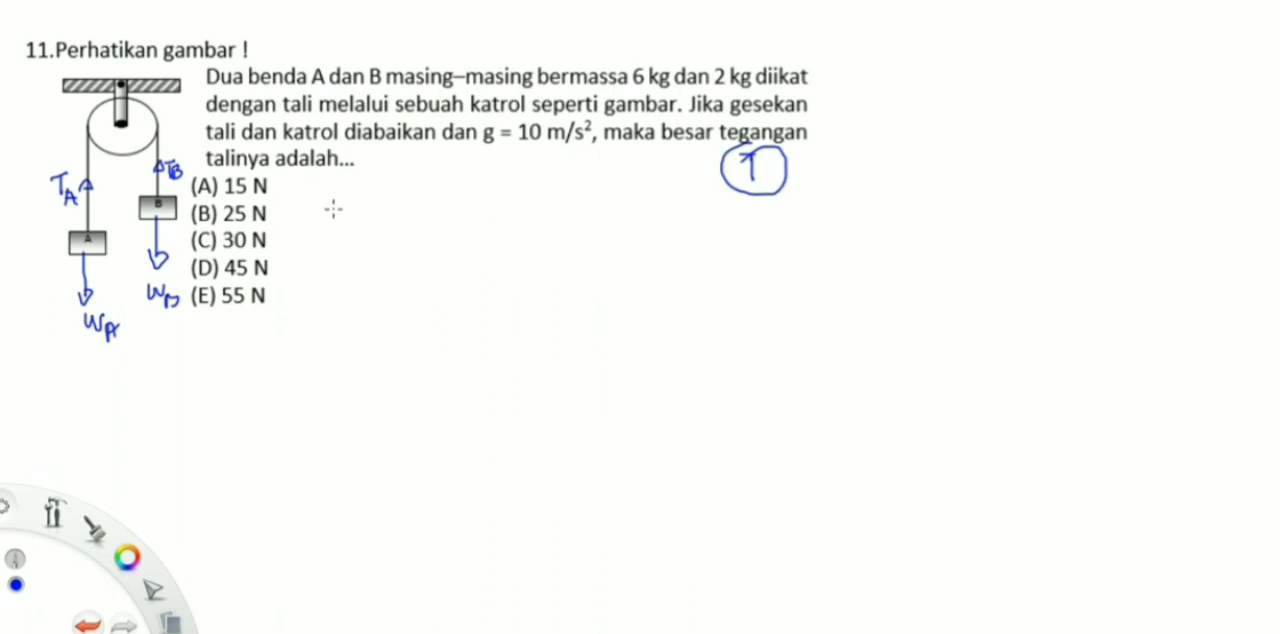 11.Perhatikan gambar !
Dua benda A dan B masing–masing bermassa 6 kg dan 2 kg diikat
dengan tali melalui sebuah katrol seperti gambar. Jika gesekan
tali dan katrol diabaikan dan g = 10 m/s², maka besar tegangan
talinya adalah...
T
TB
TA
(A) 15 N
B
(B) 25 N
A
(C) 30 N
(D) 45 N
WB
(E) 55 N
WA